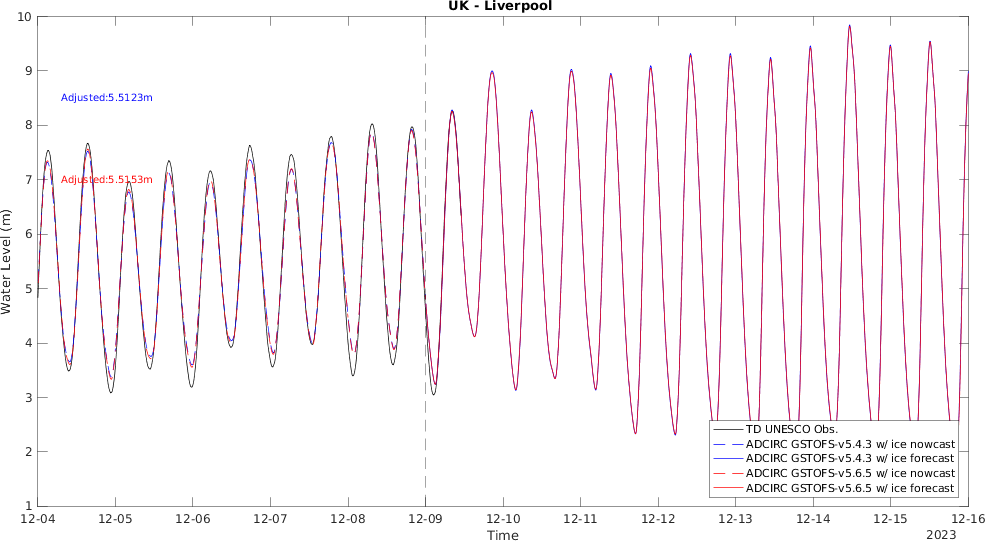 UK - Liverpool
10
9
8
7
6
5
4
3
2
1
Water Level (m)
Adjusted:5.5123m
Adjusted:5.5153m
TD UNESCO Obs.
ADCIRC GSTOFS-v5.4.3 w/ ice nowcast
ADCIRC GSTOFS-v5.4.3 w/ ice forecast
ADCIRC GSTOFS-v5.6.5 w/ ice nowcast
ADCIRC GSTOFS-v5.6.5 w/ ice forecast
12-04 12-05 12-06 12-07 12-08 12-09 12-10 12-11 12-12 12-13 12-14 12-15 12-16
Time
2023